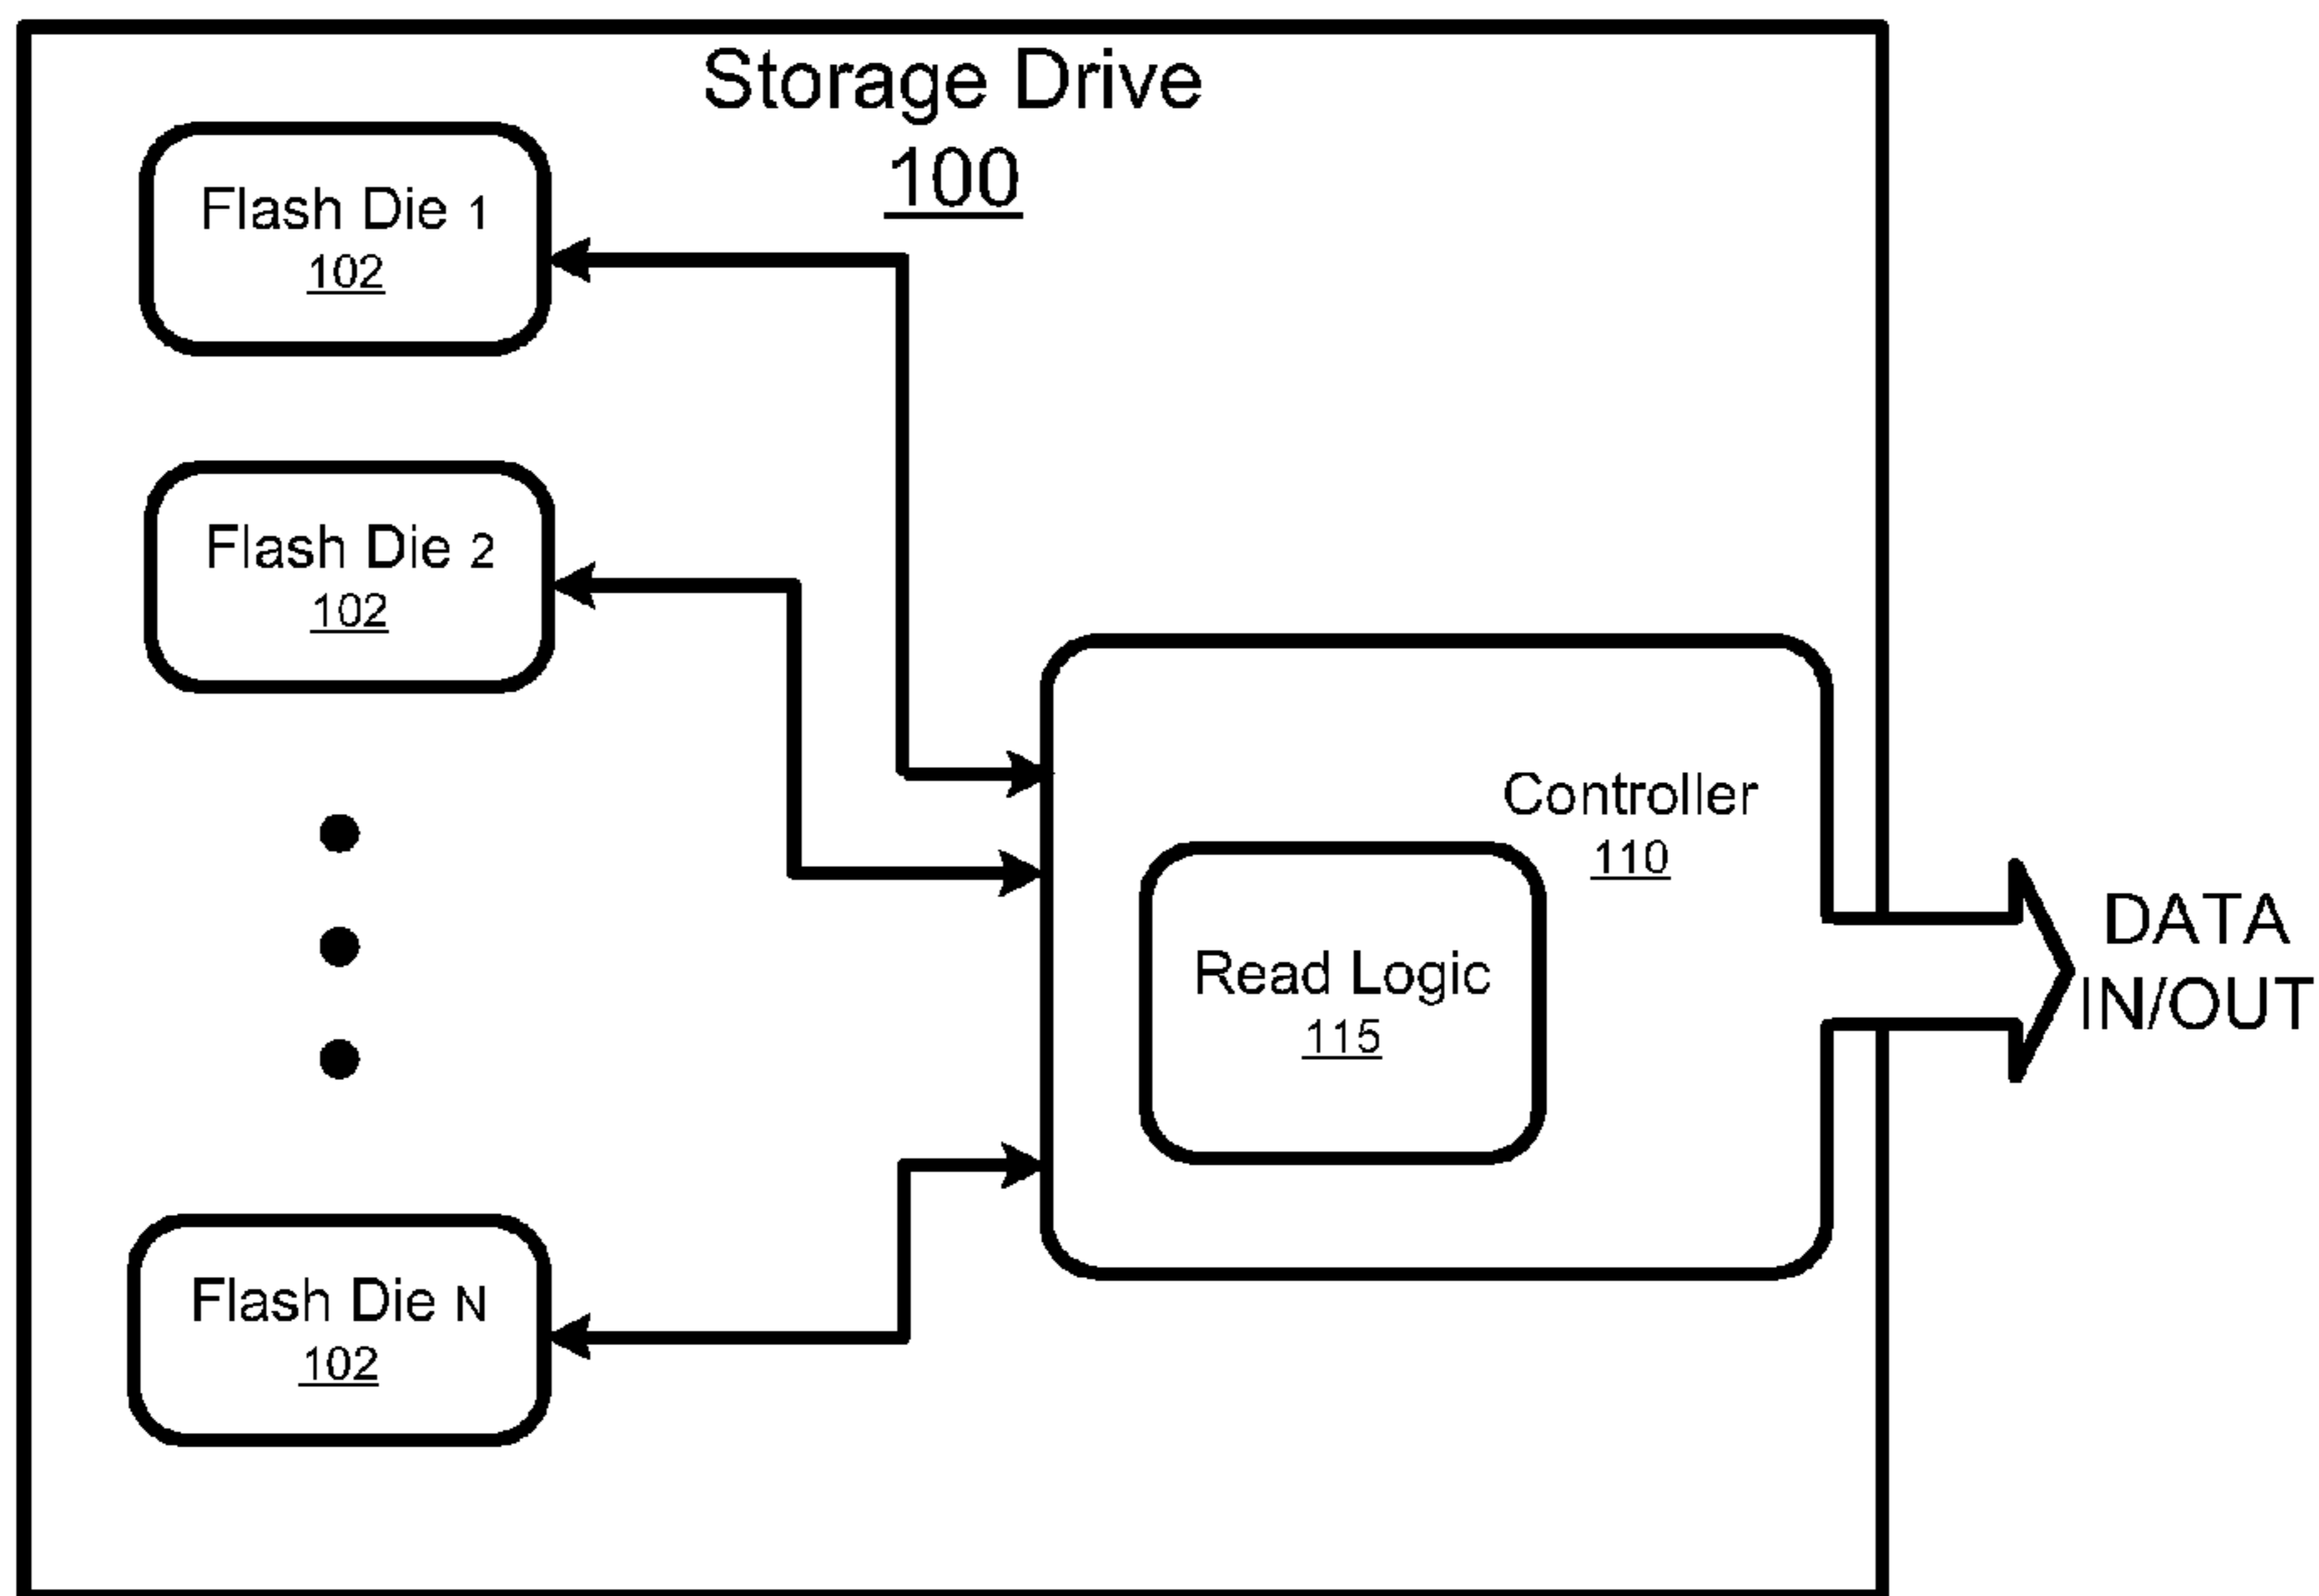 Storage Drive
100
Flash Die 1
102
Flash Die 2
102
Flash Die N
102
Controller
110
Read Logic
115
DATA
IN/OUT